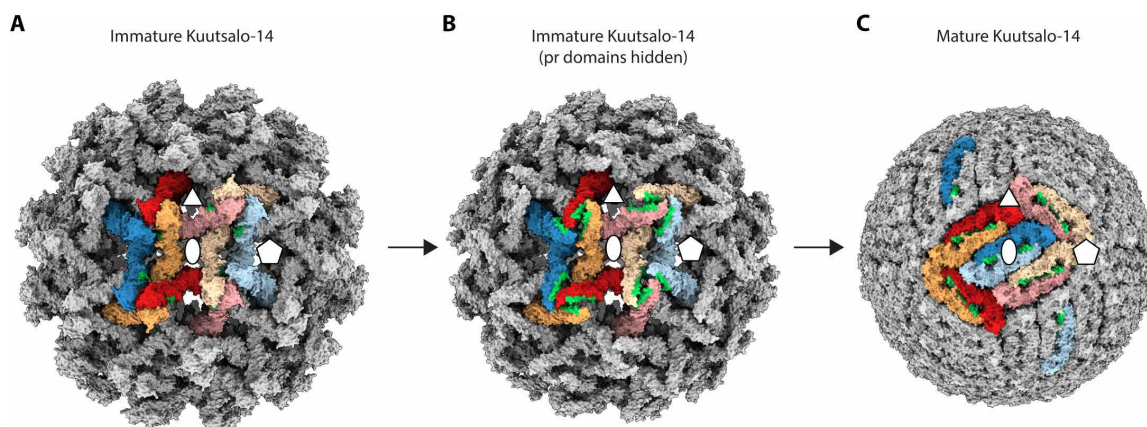 A
Immature Kuutsalo-14
B
Immature Kuutsalo-14
(pr domains hidden)
C
Mature Kuutsalo-14